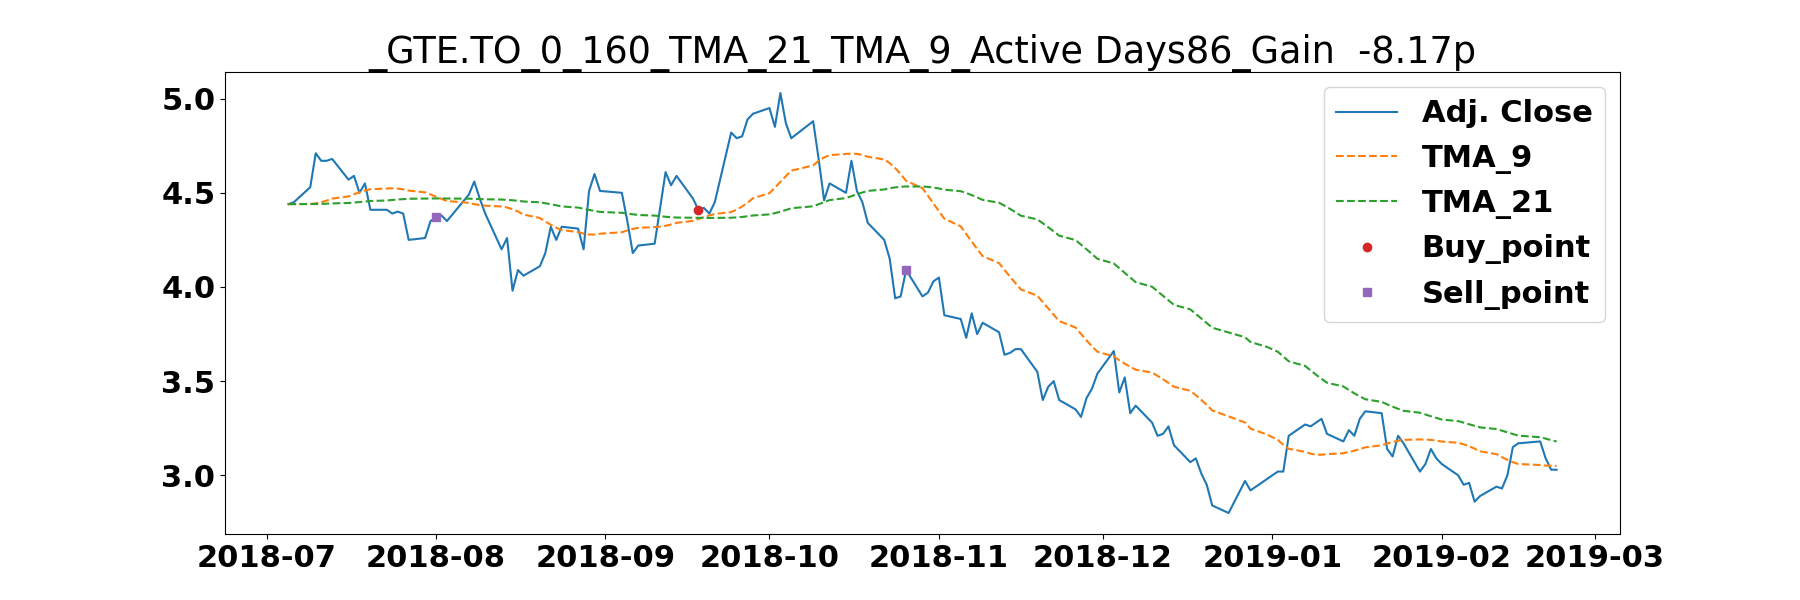 _GTE.TO_0_160_TMA_21_TMA_9_Active Days86_Gain  -8.17p
5.0
4.5
4.0
3.5
3.0
Adj. Close
TMA_9
TMA_21
Buy_point
Sell_point
2018-07 2018-08 2018-09 2018-10 2018-11 2018-12 2019-01 2019-02 2019-03